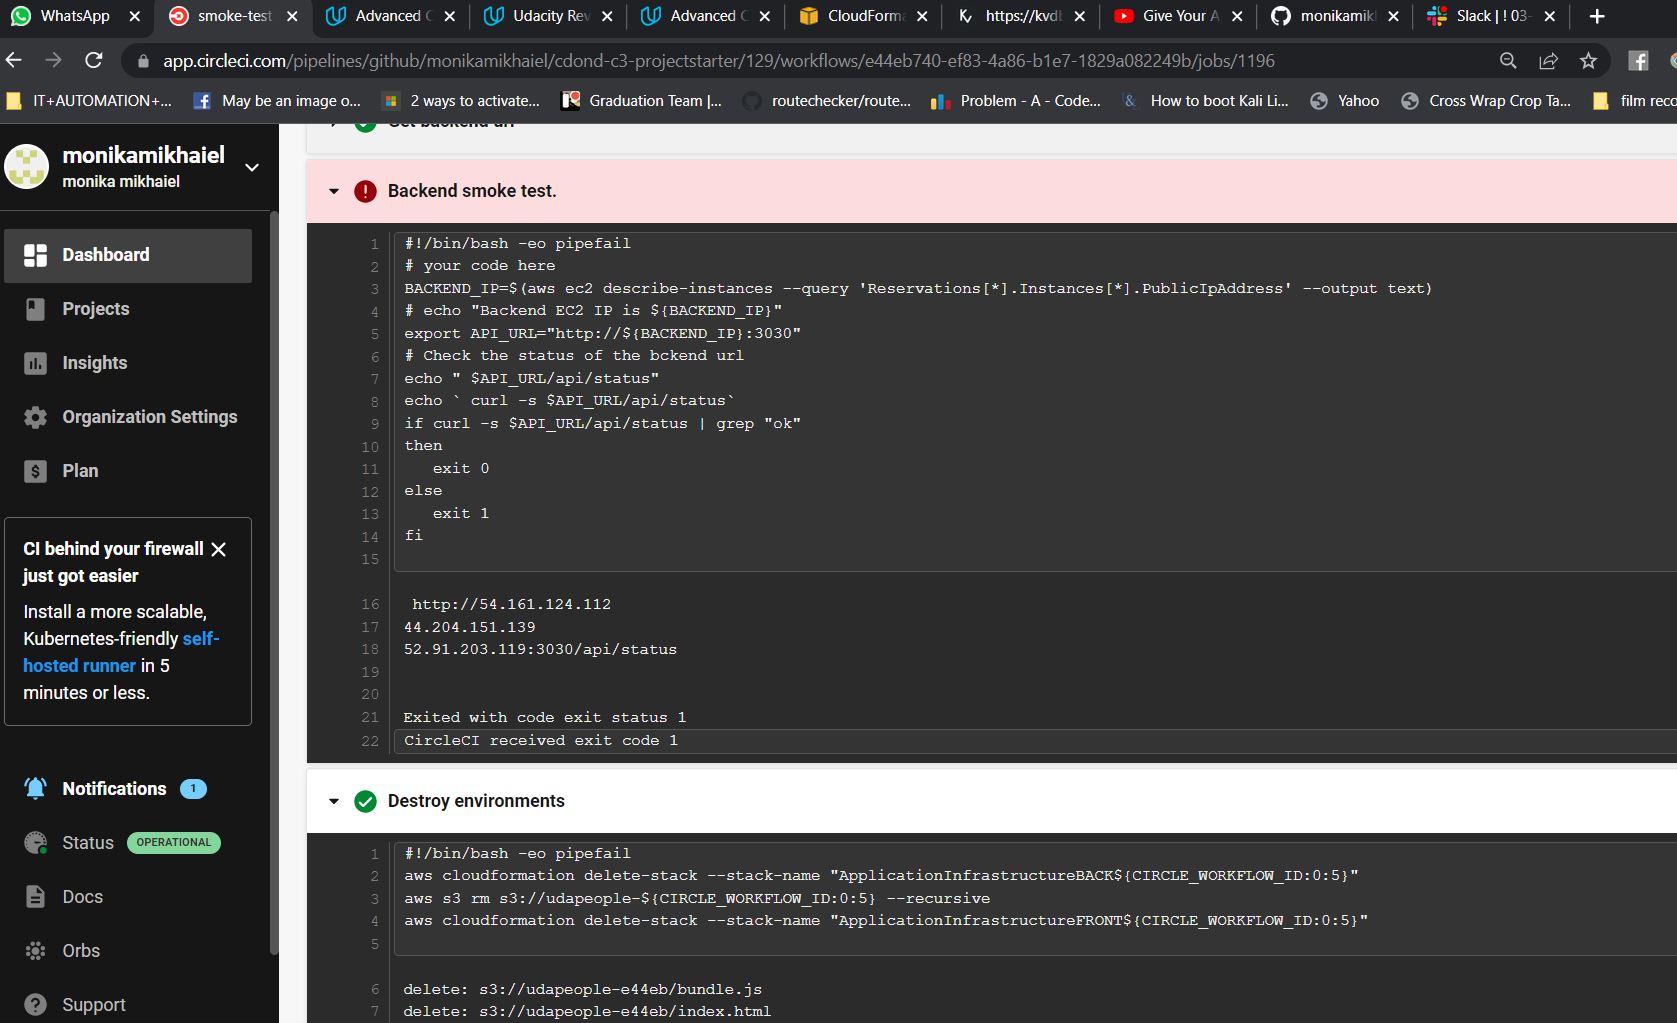 WhatsApp
smoke-test
Advanced C
Udacity Rev
Advanced C
CloudForma
https://kvdb
Give Your A
monikamikh
Slack | ! 03-
app.circleci.com/pipelines/github/monikamikhaiel/cdond-c3-projectstarter/129/workflows/e44eb740-ef83-4a86-b1e7-1829a082249b/jobs/1196
IT+AUTOMATION+...
May be an image o...
2 ways to activate...
Graduation Team |...
routechecker/route...
Problem - A - Code...
How to boot Kali Li...
Yahoo
Cross Wrap Crop Ta...
film reco
monikamikhaiel
monika mikhaiel
Dashboard
Projects
Insights
Organization Settings
Plan
CI behind your firewall
just got easier
Install a more scalable,
Kubernetes-friendly self-
hosted runner in 5
minutes or less.
Notifications 1
Status OPERATIONAL
Docs
Orbs
Support
Get backend url
Backend smoke test.
1 #!/bin/bash -eo pipefail
2 # your code here
3 BACKEND_IP=$(aws ec2 describe-instances --query 'Reservations[*].Instances[*].PublicIpAddress' --output text)
4 # echo "Backend EC2 IP is ${BACKEND_IP}"
5 export API_URL="http://${BACKEND_IP}:3030"
6 # Check the status of the bckend url
7 echo " $API_URL/api/status"
8 echo ` curl -s $API_URL/api/status`
9 if curl -s $API_URL/api/status | grep "ok"
10 then
11    exit 0
12 else
13    exit 1
14 fi
15
16  http://54.161.124.112
17 44.204.151.139
18 52.91.203.119:3030/api/status
19
20
21 Exited with code exit status 1
22 CircleCI received exit code 1
Destroy environments
1 #!/bin/bash -eo pipefail
2 aws cloudformation delete-stack --stack-name "ApplicationInfrastructureBACK${CIRCLE_WORKFLOW_ID:0:5}"
3 aws s3 rm s3://udapeople-${CIRCLE_WORKFLOW_ID:0:5} --recursive
4 aws cloudformation delete-stack --stack-name "ApplicationInfrastructureFRONT${CIRCLE_WORKFLOW_ID:0:5}"
5
6 delete: s3://udapeople-e44eb/bundle.js
7 delete: s3://udapeople-e44eb/index.html